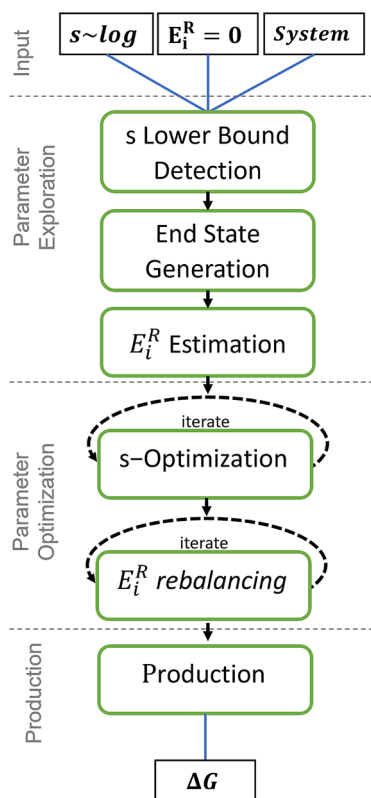 Input
s~log
E_i^R = 0
System
Parameter
Exploration
s Lower Bound
Detection
End State
Generation
E_i^R Estimation
Parameter
Optimization
iterate
s−Optimization
iterate
E_i^R rebalancing
Production
Production
ΔG